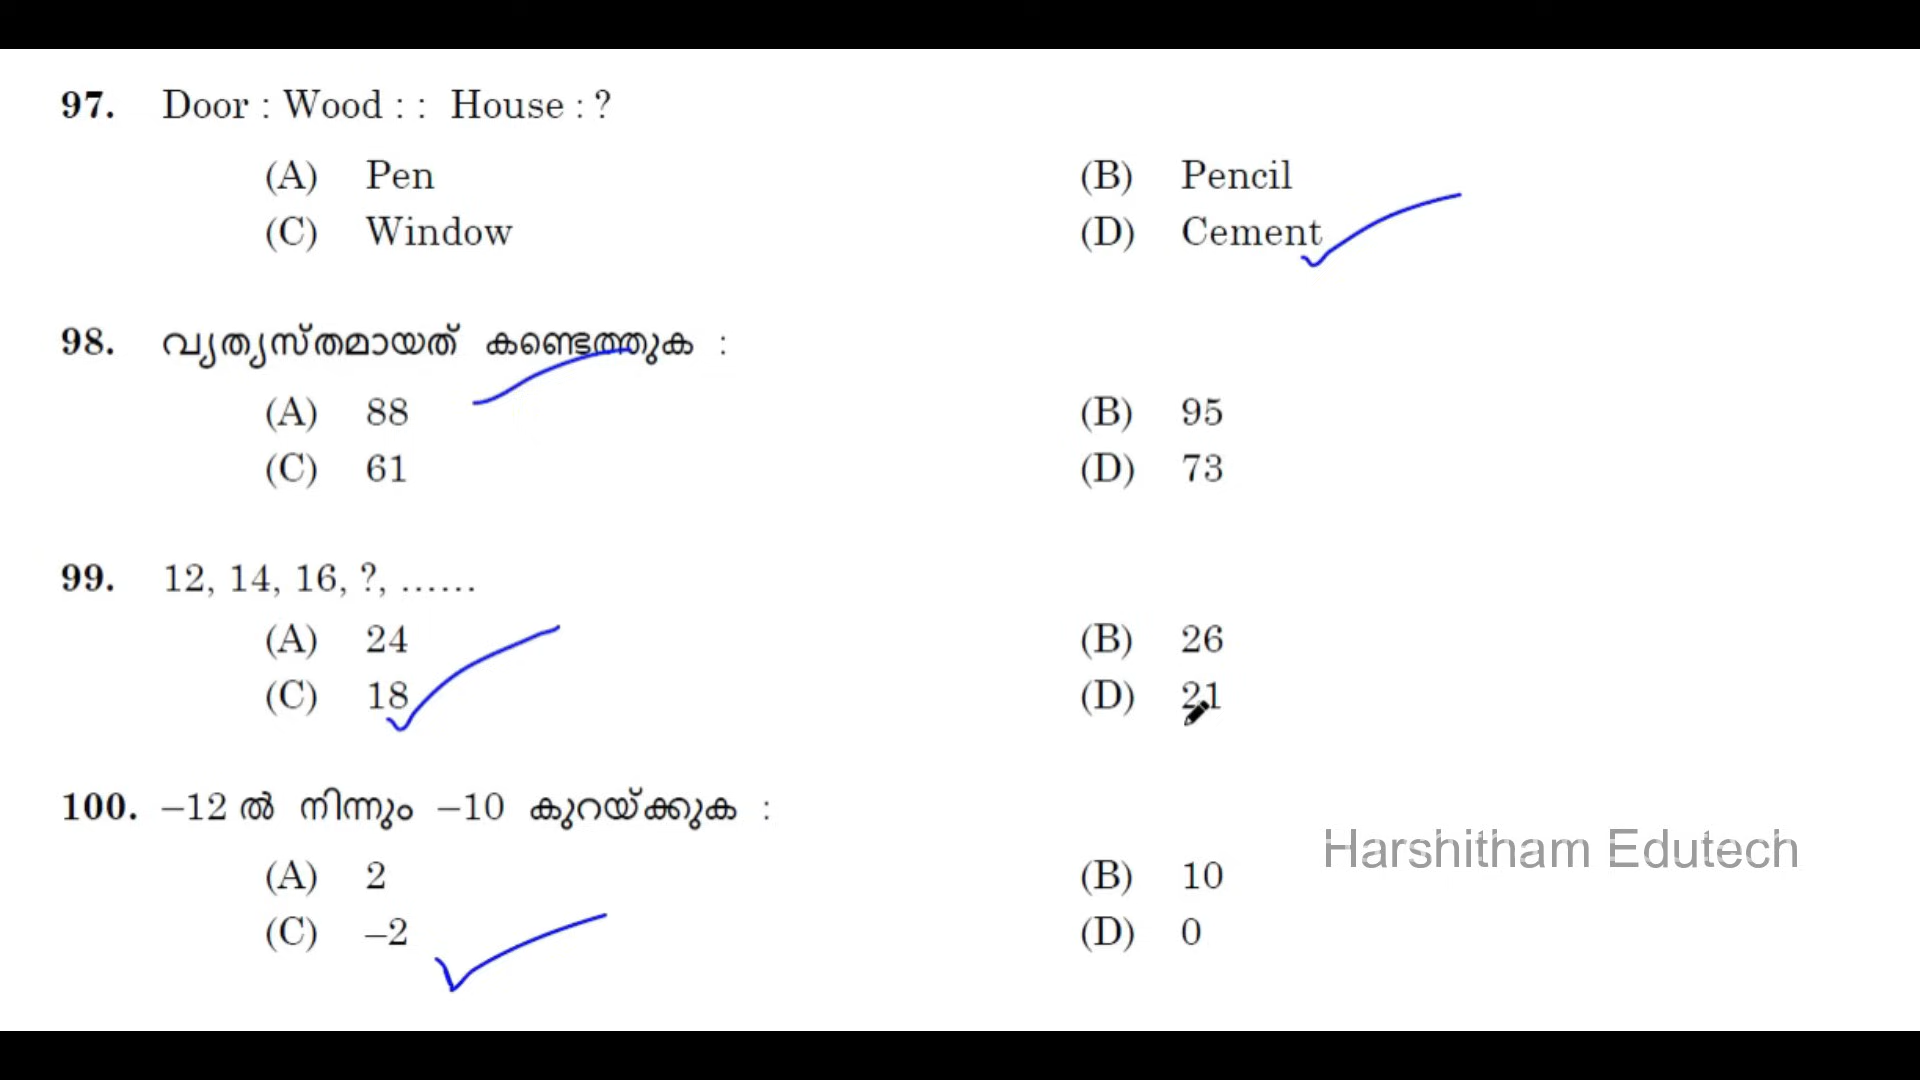 97. Door : Wood : : House : ?
(A) Pen (B) Pencil
(C) Window (D) Cement
98. വ്യത്യസ്തമായത് കണ്ടെത്തുക :
(A) 88 (B) 95
(C) 61 (D) 73
99. 12, 14, 16, ?, ......
(A) 24 (B) 26
(C) 18 (D) 21
100. –12 ൽ നിന്നും –10 കുറയ്ക്കുക :
Harshitham Edutech
(A) 2 (B) 10
(C) –2 (D) 0